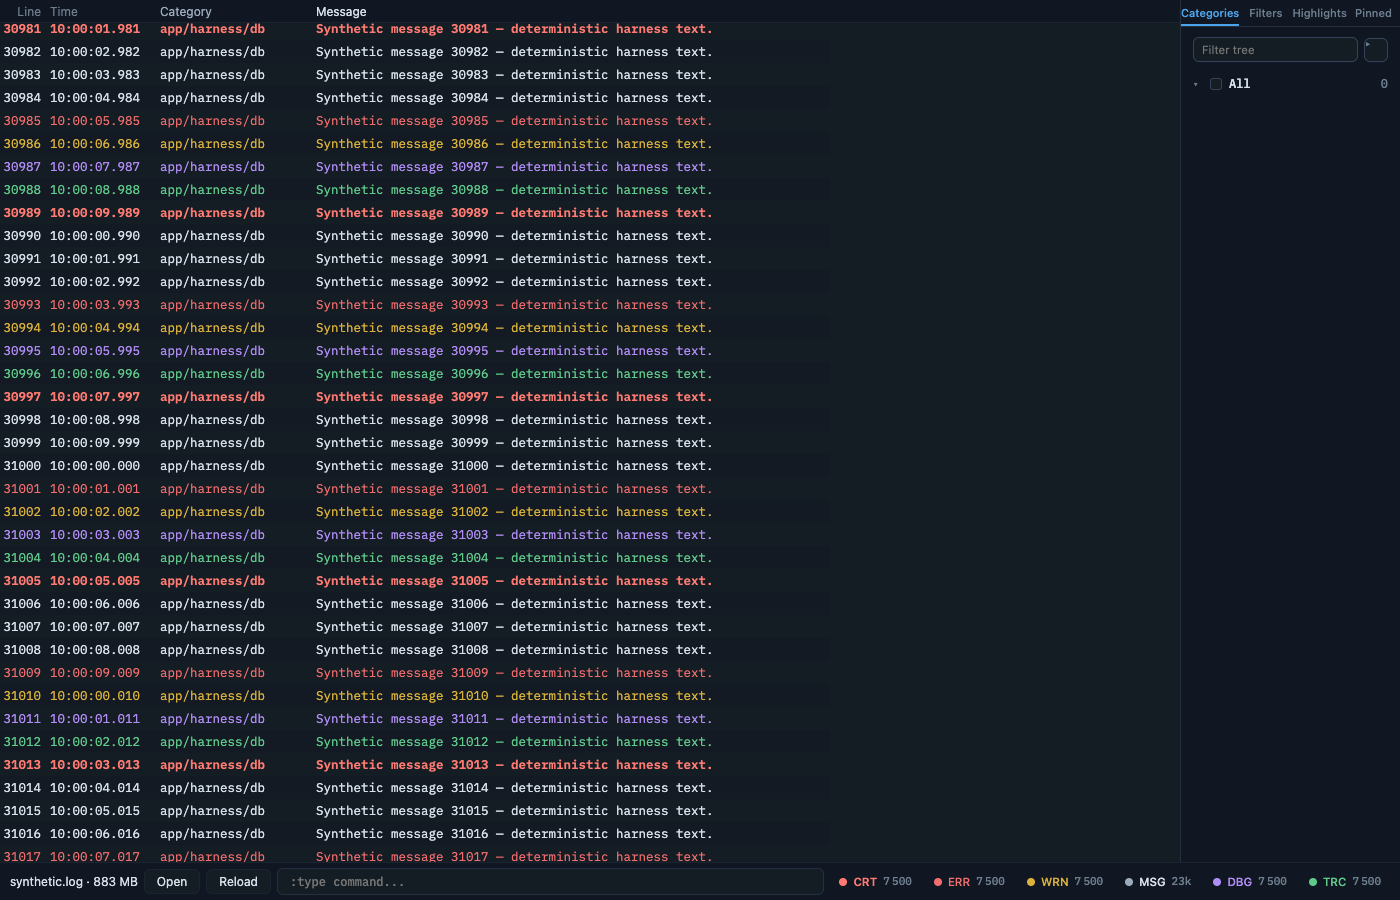 Line Time Category Message
30981 10:00:01.981 app/harness/db Synthetic message 30981 — deterministic harness text.
30982 10:00:02.982 app/harness/db Synthetic message 30982 — deterministic harness text.
30983 10:00:03.983 app/harness/db Synthetic message 30983 — deterministic harness text.
30984 10:00:04.984 app/harness/db Synthetic message 30984 — deterministic harness text.
30985 10:00:05.985 app/harness/db Synthetic message 30985 — deterministic harness text.
30986 10:00:06.986 app/harness/db Synthetic message 30986 — deterministic harness text.
30987 10:00:07.987 app/harness/db Synthetic message 30987 — deterministic harness text.
30988 10:00:08.988 app/harness/db Synthetic message 30988 — deterministic harness text.
30989 10:00:09.989 app/harness/db Synthetic message 30989 — deterministic harness text.
30990 10:00:00.990 app/harness/db Synthetic message 30990 — deterministic harness text.
30991 10:00:01.991 app/harness/db Synthetic message 30991 — deterministic harness text.
30992 10:00:02.992 app/harness/db Synthetic message 30992 — deterministic harness text.
30993 10:00:03.993 app/harness/db Synthetic message 30993 — deterministic harness text.
30994 10:00:04.994 app/harness/db Synthetic message 30994 — deterministic harness text.
30995 10:00:05.995 app/harness/db Synthetic message 30995 — deterministic harness text.
30996 10:00:06.996 app/harness/db Synthetic message 30996 — deterministic harness text.
30997 10:00:07.997 app/harness/db Synthetic message 30997 — deterministic harness text.
30998 10:00:08.998 app/harness/db Synthetic message 30998 — deterministic harness text.
30999 10:00:09.999 app/harness/db Synthetic message 30999 — deterministic harness text.
31000 10:00:00.000 app/harness/db Synthetic message 31000 — deterministic harness text.
31001 10:00:01.001 app/harness/db Synthetic message 31001 — deterministic harness text.
31002 10:00:02.002 app/harness/db Synthetic message 31002 — deterministic harness text.
31003 10:00:03.003 app/harness/db Synthetic message 31003 — deterministic harness text.
31004 10:00:04.004 app/harness/db Synthetic message 31004 — deterministic harness text.
31005 10:00:05.005 app/harness/db Synthetic message 31005 — deterministic harness text.
31006 10:00:06.006 app/harness/db Synthetic message 31006 — deterministic harness text.
31007 10:00:07.007 app/harness/db Synthetic message 31007 — deterministic harness text.
31008 10:00:08.008 app/harness/db Synthetic message 31008 — deterministic harness text.
31009 10:00:09.009 app/harness/db Synthetic message 31009 — deterministic harness text.
31010 10:00:00.010 app/harness/db Synthetic message 31010 — deterministic harness text.
31011 10:00:01.011 app/harness/db Synthetic message 31011 — deterministic harness text.
31012 10:00:02.012 app/harness/db Synthetic message 31012 — deterministic harness text.
31013 10:00:03.013 app/harness/db Synthetic message 31013 — deterministic harness text.
31014 10:00:04.014 app/harness/db Synthetic message 31014 — deterministic harness text.
31015 10:00:05.015 app/harness/db Synthetic message 31015 — deterministic harness text.
31016 10:00:06.016 app/harness/db Synthetic message 31016 — deterministic harness text.
31017 10:00:07.017 app/harness/db Synthetic message 31017 — deterministic harness text.
Categories Filters Highlights Pinned
Filter tree
All 0
synthetic.log · 883 MB Open Reload :type command... CRT 7 500 ERR 7 500 WRN 7 500 MSG 23k DBG 7 500 TRC 7 500